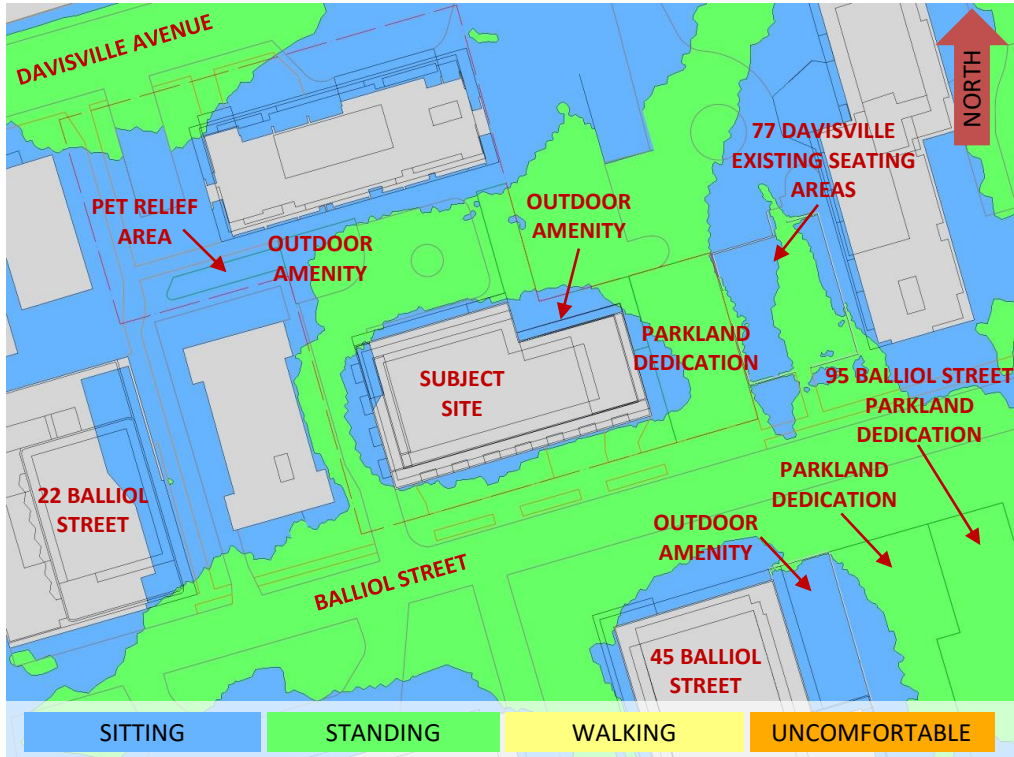 DAVISVILLE AVENUE
NORTH
77 DAVISVILLE
EXISTING SEATING
AREAS
PET RELIEF
AREA
OUTDOOR
AMENITY
OUTDOOR
AMENITY
PARKLAND
DEDICATION
SUBJECT
SITE
95 BALLIOL STREET
PARKLAND
DEDICATION
PARKLAND
DEDICATION
22 BALLIOL
STREET
OUTDOOR
AMENITY
BALLIOL STREET
45 BALLIOL
STREET
SITTING
STANDING
WALKING
UNCOMFORTABLE